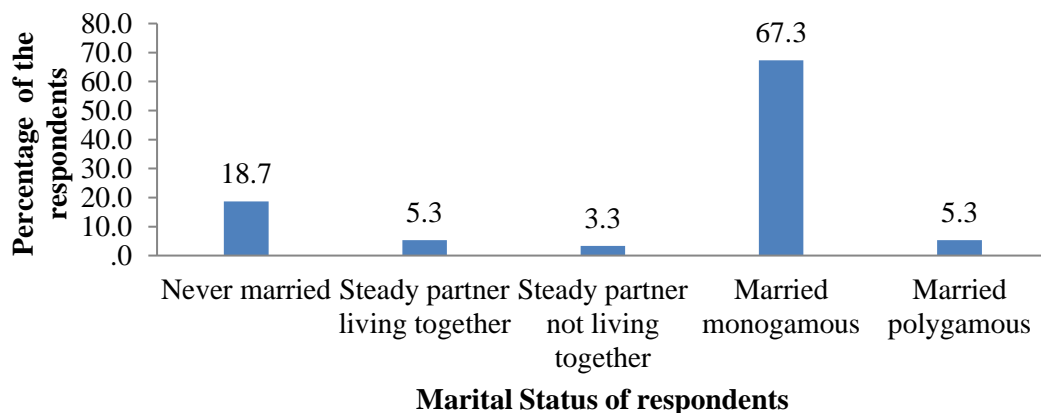 Percentage of the
respondents
80.0
70.0
60.0
50.0
40.0
30.0
20.0
10.0
.0
18.7
5.3
3.3
67.3
5.3
Never married
Steady partner
living together
Steady partner
not living
together
Married
monogamous
Married
polygamous
Marital Status of respondents